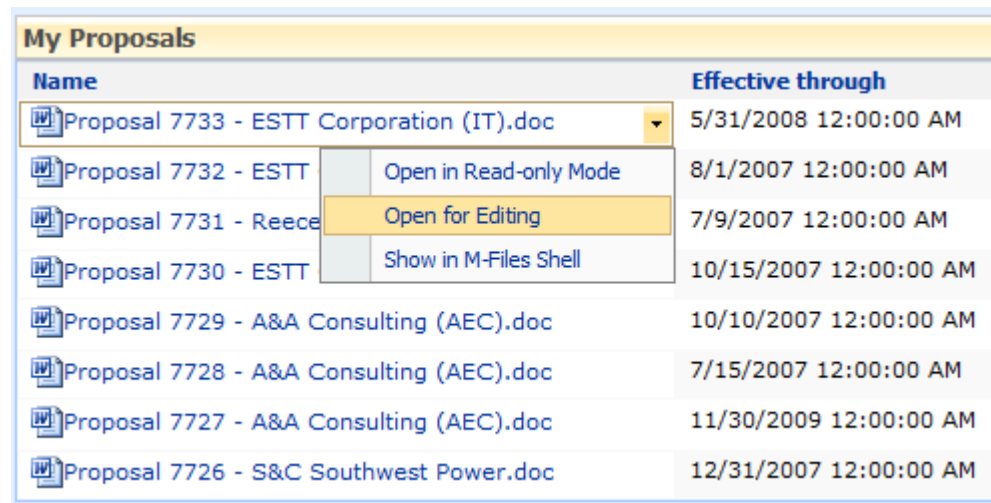 My Proposals
Name Effective through
Proposal 7733 - ESTT Corporation (IT).doc 5/31/2008 12:00:00 AM
Proposal 7732 - ESTT Open in Read-only Mode 8/1/2007 12:00:00 AM
Proposal 7731 - Reece Open for Editing 7/9/2007 12:00:00 AM
Proposal 7730 - ESTT Show in M-Files Shell 10/15/2007 12:00:00 AM
Proposal 7729 - A&A Consulting (AEC).doc 10/10/2007 12:00:00 AM
Proposal 7728 - A&A Consulting (AEC).doc 7/15/2007 12:00:00 AM
Proposal 7727 - A&A Consulting (AEC).doc 11/30/2009 12:00:00 AM
Proposal 7726 - S&C Southwest Power.doc 12/31/2007 12:00:00 AM